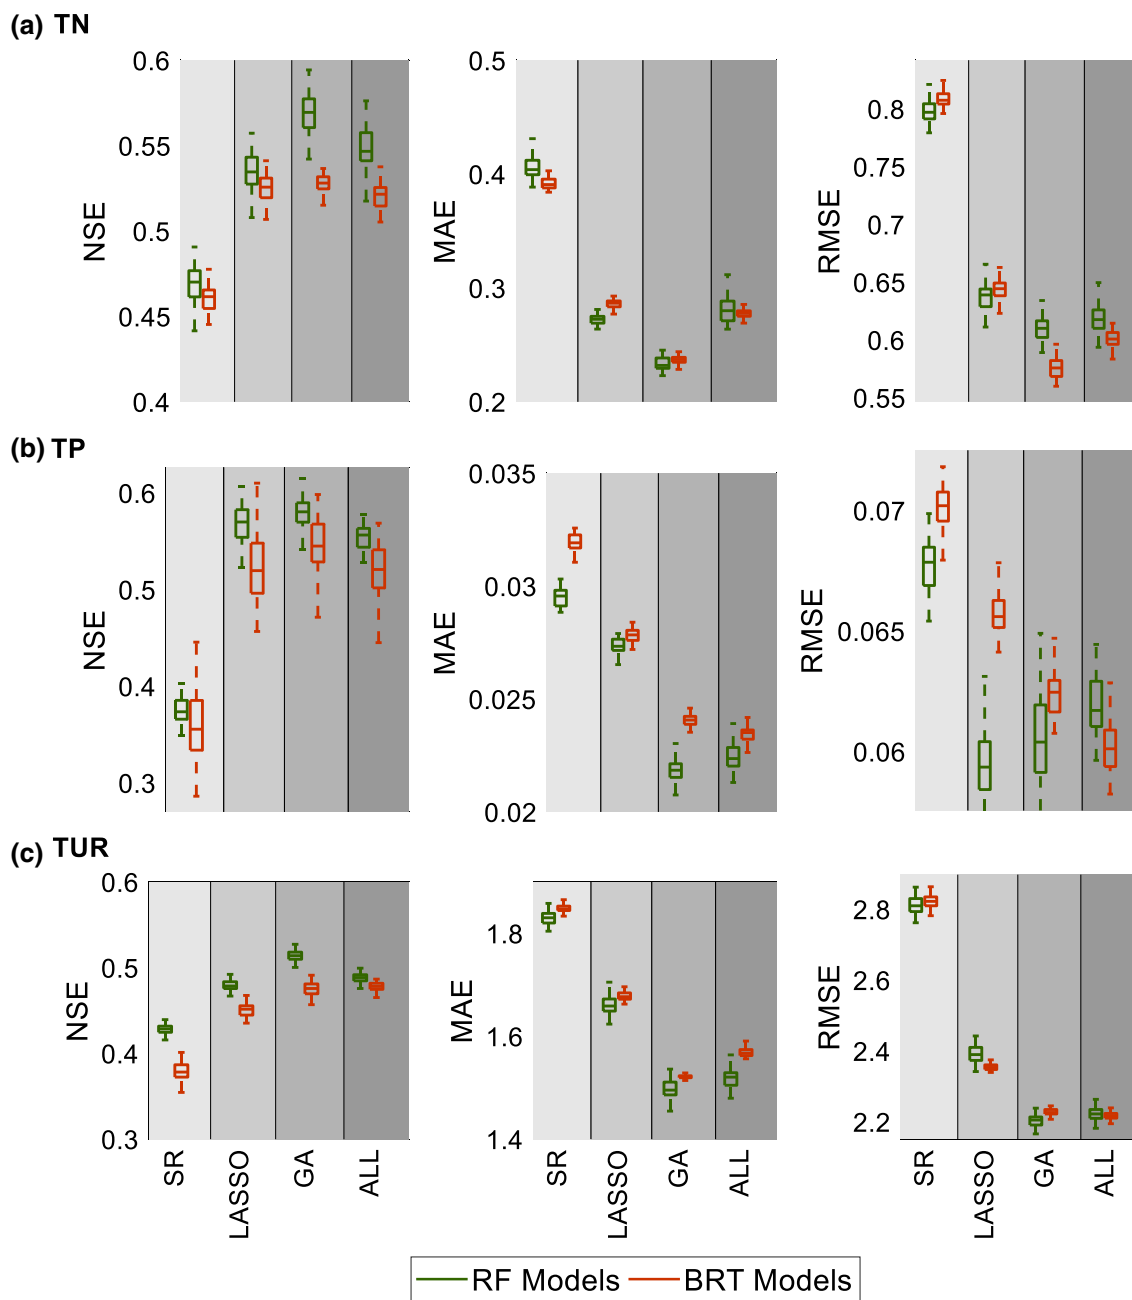 (a) TN
NSE
0.6
0.55
0.5
0.45
0.4
MAE
0.5
0.4
0.3
0.2
RMSE
0.8
0.75
0.7
0.65
0.6
0.55
(b) TP
NSE
0.6
0.5
0.4
0.3
MAE
0.035
0.03
0.025
0.02
RMSE
0.07
0.065
0.06
(c) TUR
NSE
0.6
0.5
0.4
0.3
SR
LASSO
GA
ALL
MAE
1.8
1.6
1.4
SR
LASSO
GA
ALL
RMSE
2.8
2.6
2.4
2.2
SR
LASSO
GA
ALL
RF Models
BRT Models